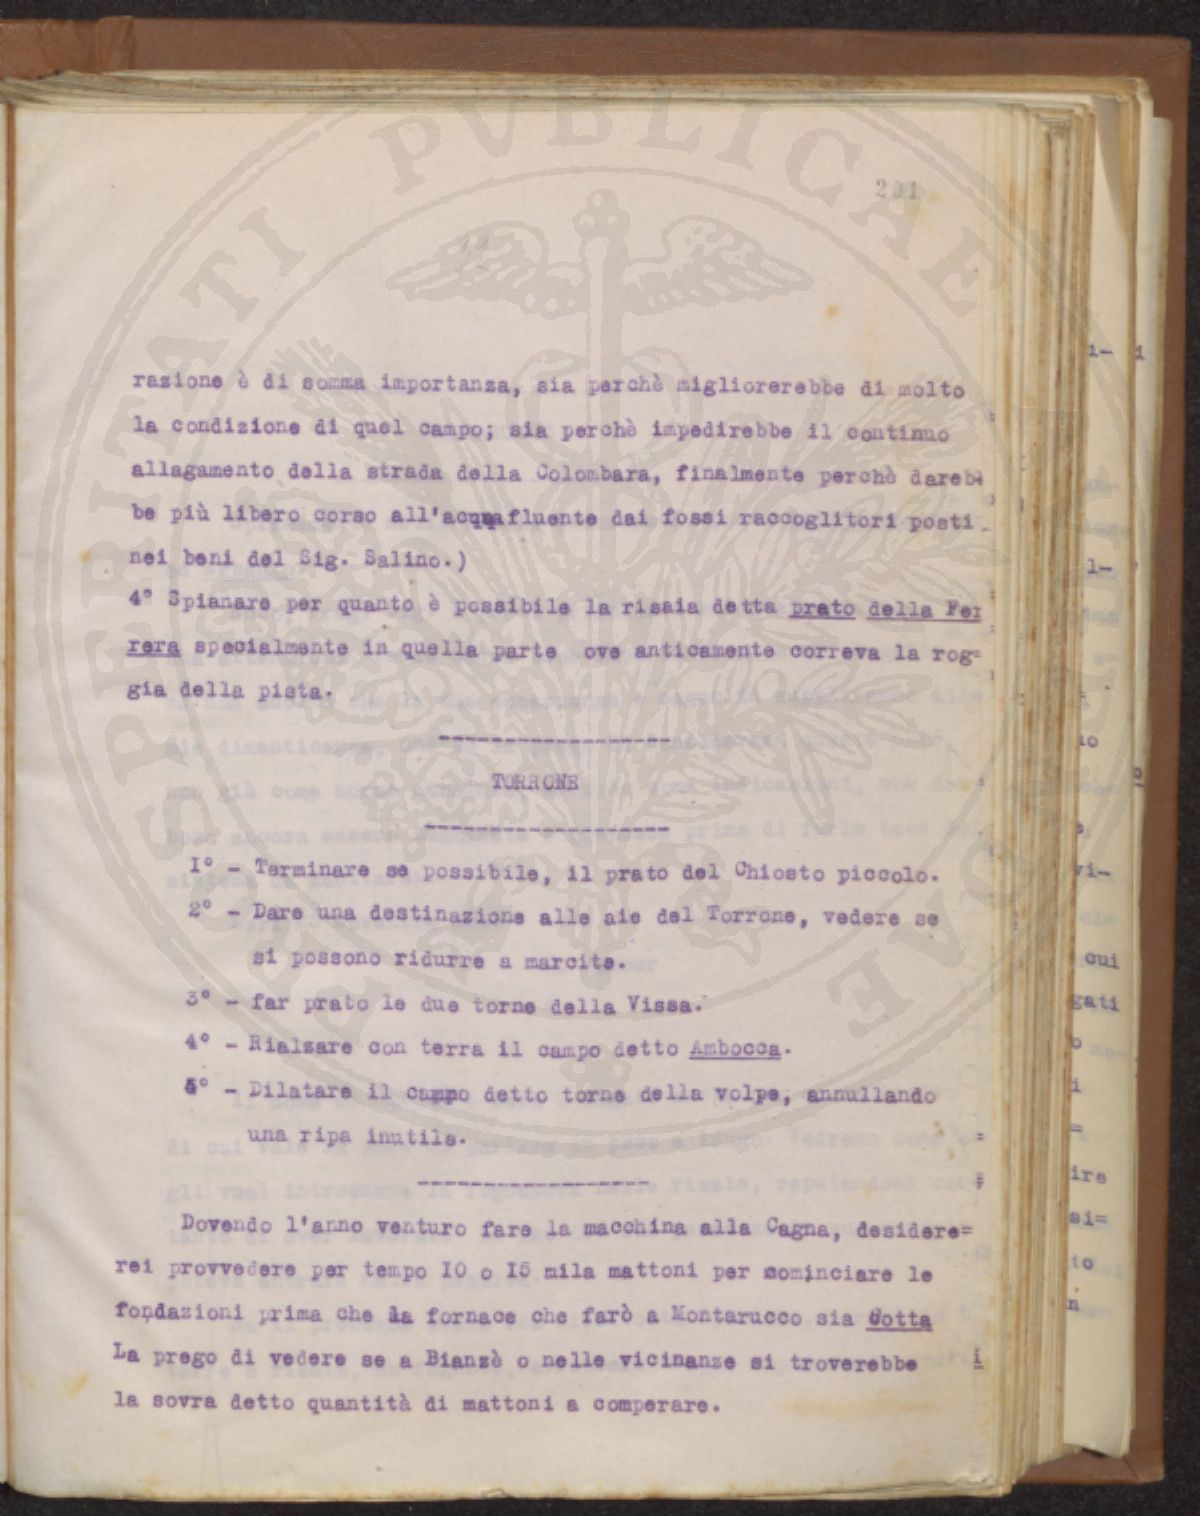 201
razione è di somma importanza, sia perchè migliorerebbe di molto
la condizione di quel campo; sia perchè impedirebbe il continuo
allagamento della strada della Colombara, finalmente perchè dareb
be più libero corso all'acqua fluente dai fossi raccoglitori posti
nei beni del Sig. Salino.)
4° Spianare per quanto è possibile la risaia detta prato della Fer
rera specialmente in quella parte ove anticamente correva la rog=
gia della pista.
-------------------
TORRONE
-------------------
I° - Terminare se possibile, il prato del Chiosto piccolo.
2° - Dare una destinazione alle aie del Torrone, vedere se
si possono ridurre a marcite.
3° - far prato le due torne della Vissa.
4° - Rialzare con terra il campo detto Ambocca.
5° - Dilatare il campo detto torne della volpe, annullando
una ripa inutile.
-------------------
Dovendo l'anno venturo fare la macchina alla Cagna, desidere=
rei provvedere per tempo IO o I5 mila mattoni per cominciare le
fondazioni prima che la fornace che farò a Montarucco sia cotta
La prego di vedere se a Bianzè o nelle vicinanze si troverebbe
la sovra detto quantità di mattoni a comperare.
SPERITATI PVBLICAE